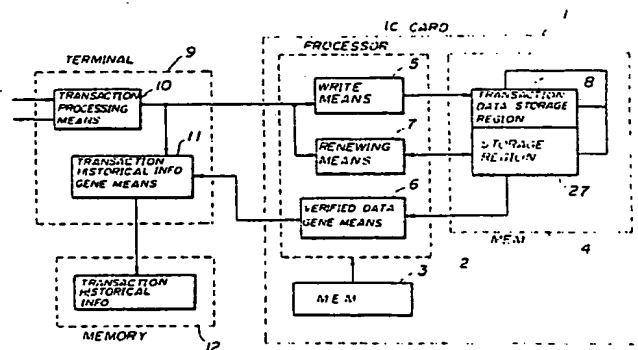 IC CARD
1
TERMINAL
9
PROCESSOR
10
5
8
TRANSACTION
PROCESSING
MEANS
WRITE
MEANS
TRANSACTION
DATA STORAGE
REGION
11
7
TRANSACTION
HISTORICAL INFO
GENE MEANS
RENEWING
MEANS
STORAGE
REGION
6
27
VERIFIED DATA
GENE MEANS
MEM
4
3
2
TRANSACTION
HISTORICAL
INFO
MEM
MEMORY
12